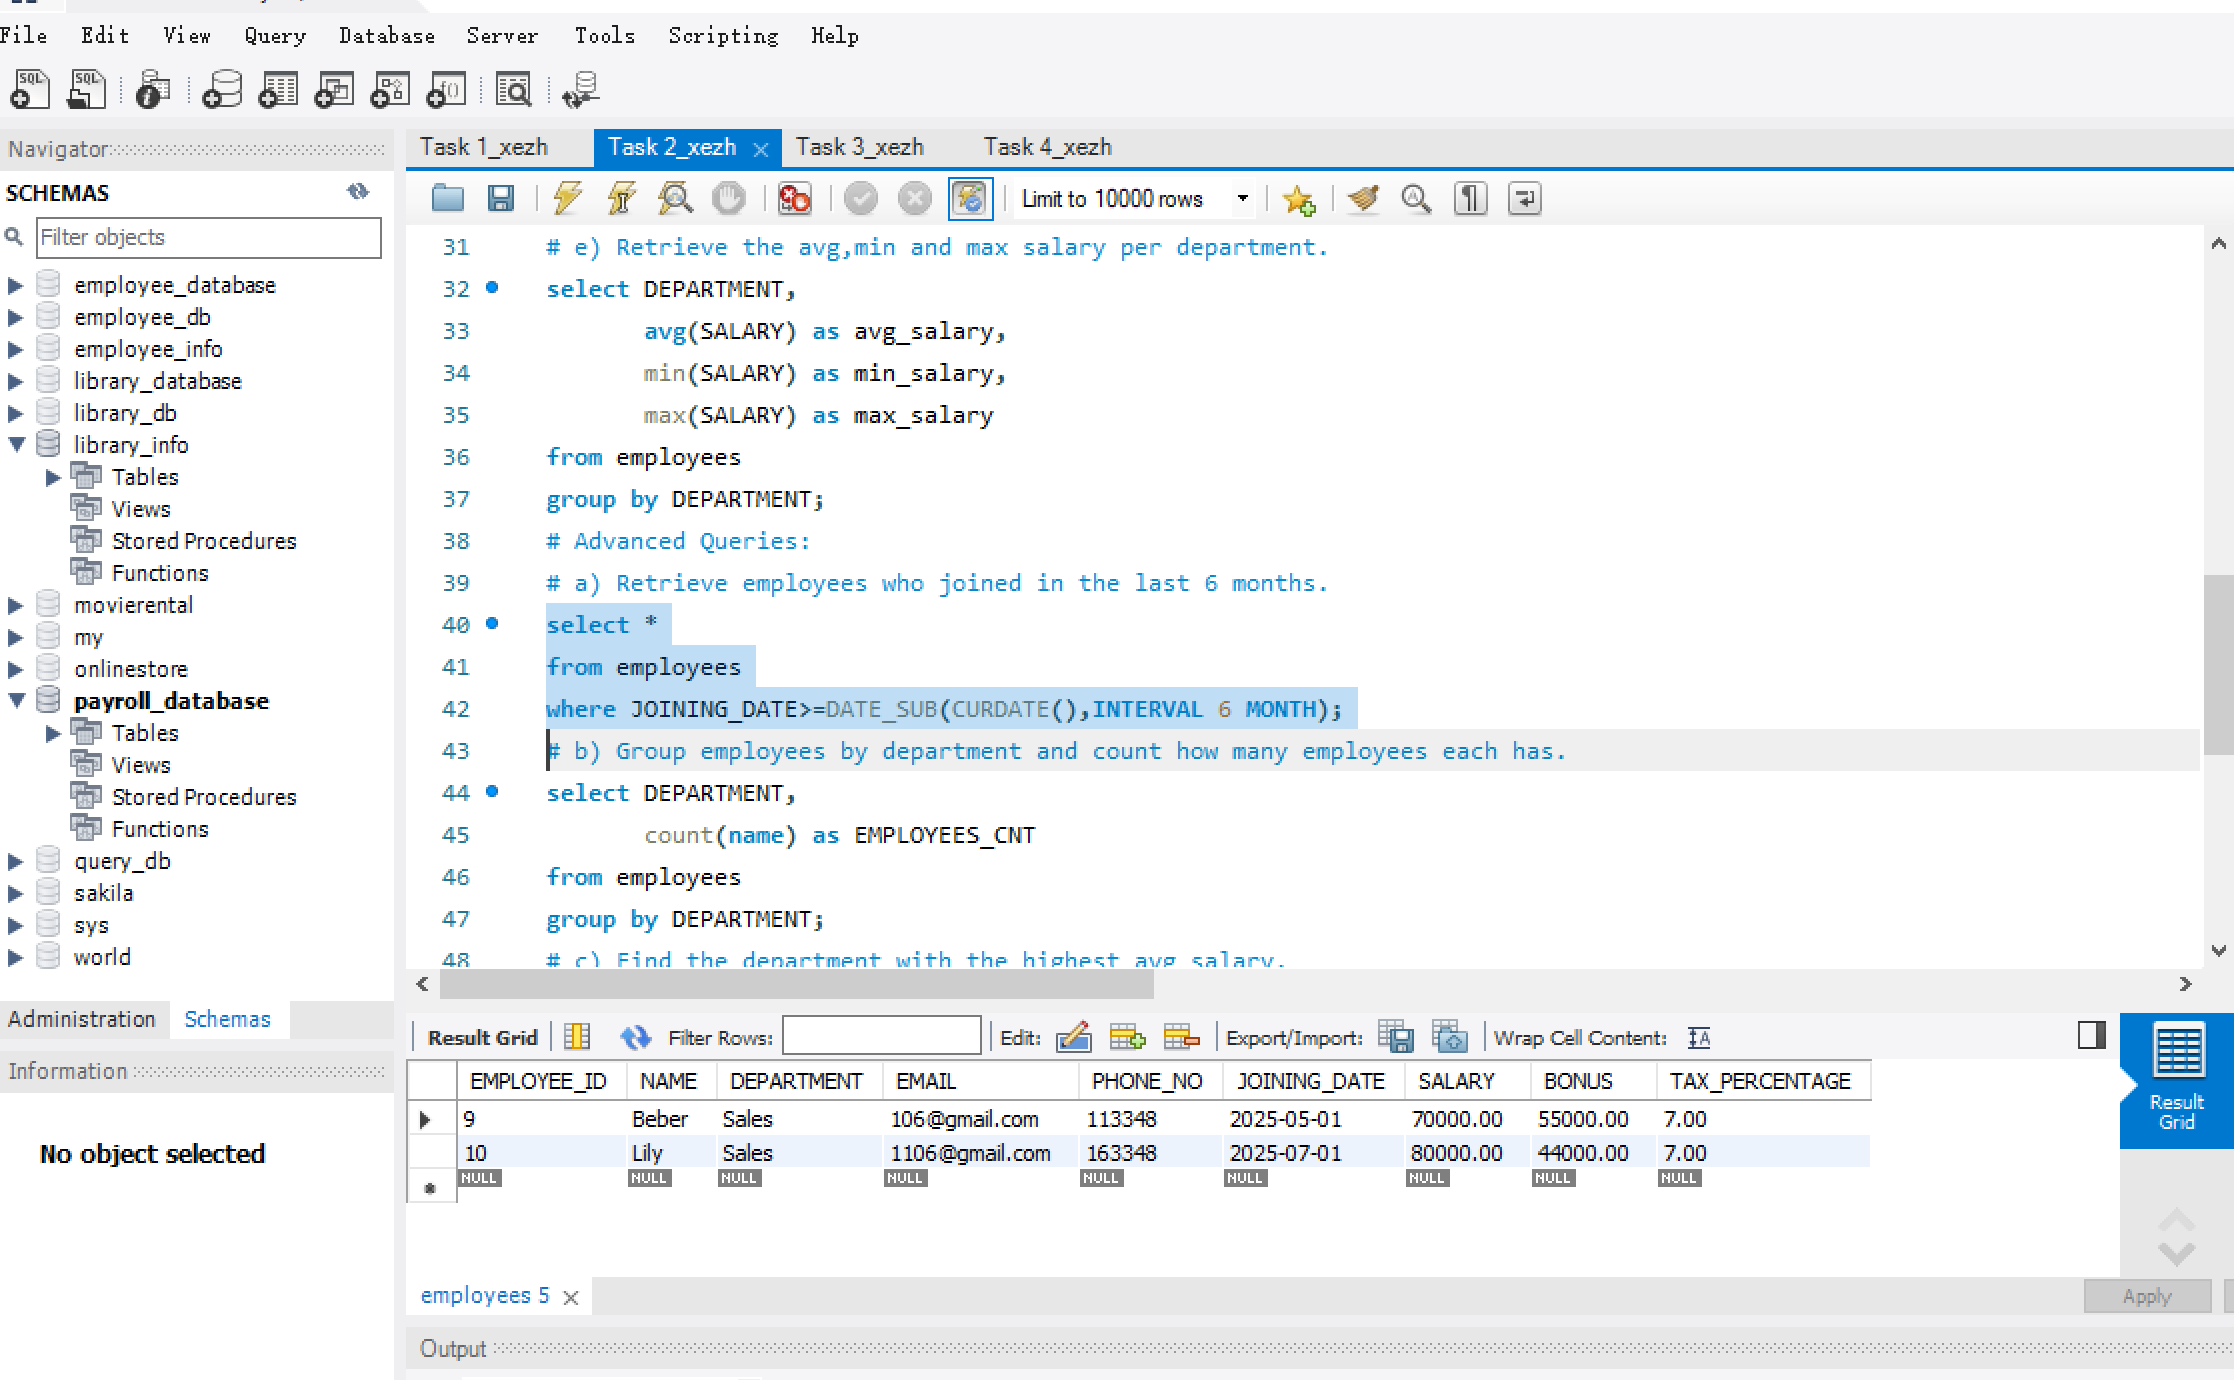 File Edit View Query Database Server Tools Scripting Help
Navigator
SCHEMAS
Filter objects
employee_database
employee_db
employee_info
library_database
library_db
library_info
Tables
Views
Stored Procedures
Functions
movierental
my
onlinestore
payroll_database
Tables
Views
Stored Procedures
Functions
query_db
sakila
sys
world
Administration Schemas
Information
No object selected
Task 1_xezh Task 2_xezh Task 3_xezh Task 4_xezh
Limit to 10000 rows
31 # e) Retrieve the avg,min and max salary per department.
32 select DEPARTMENT,
33 avg(SALARY) as avg_salary,
34 min(SALARY) as min_salary,
35 max(SALARY) as max_salary
36 from employees
37 group by DEPARTMENT;
38 # Advanced Queries:
39 # a) Retrieve employees who joined in the last 6 months.
40 select *
41 from employees
42 where JOINING_DATE>=DATE_SUB(CURDATE(),INTERVAL 6 MONTH);
43 # b) Group employees by department and count how many employees each has.
44 select DEPARTMENT,
45 count(name) as EMPLOYEES_CNT
46 from employees
47 group by DEPARTMENT;
48 # c) Find the department with the highest avg salary.
Result Grid Filter Rows: Edit: Export/Import: Wrap Cell Content:
EMPLOYEE_ID NAME DEPARTMENT EMAIL PHONE_NO JOINING_DATE SALARY BONUS TAX_PERCENTAGE
9 Beber Sales 106@gmail.com 113348 2025-05-01 70000.00 55000.00 7.00
10 Lily Sales 1106@gmail.com 163348 2025-07-01 80000.00 44000.00 7.00
NULL NULL NULL NULL NULL NULL NULL NULL NULL
Result
Grid
employees 5
Apply
Output